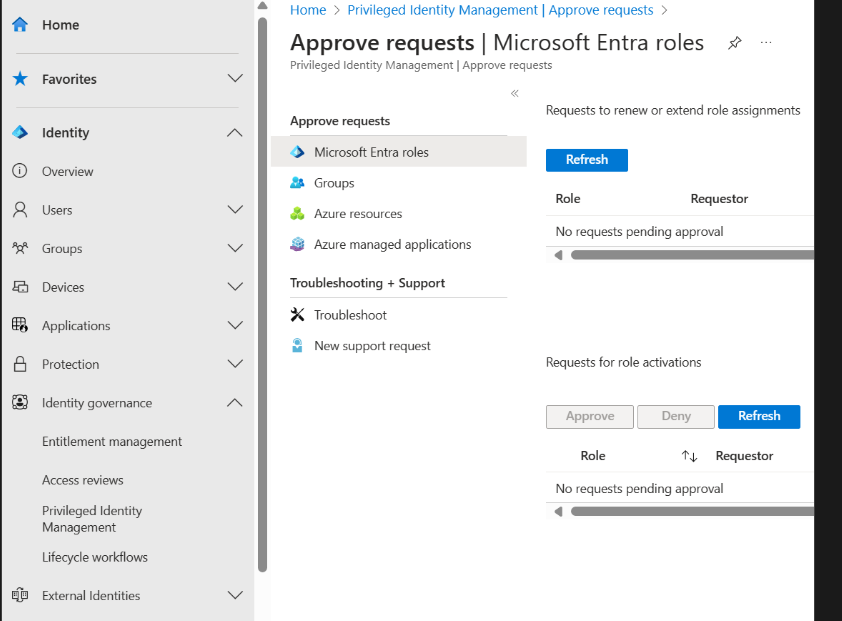 Home
Favorites
Identity
Overview
Users
Groups
Devices
Applications
Protection
Identity governance
Entitlement management
Access reviews
Privileged Identity
Management
Lifecycle workflows
External Identities
Home > Privileged Identity Management | Approve requests >
Approve requests | Microsoft Entra roles
Privileged Identity Management | Approve requests
Approve requests
Microsoft Entra roles
Groups
Azure resources
Azure managed applications
Troubleshooting + Support
Troubleshoot
New support request
Requests to renew or extend role assignments
Refresh
Role Requestor
No requests pending approval
Requests for role activations
Approve Deny Refresh
Role Requestor
No requests pending approval